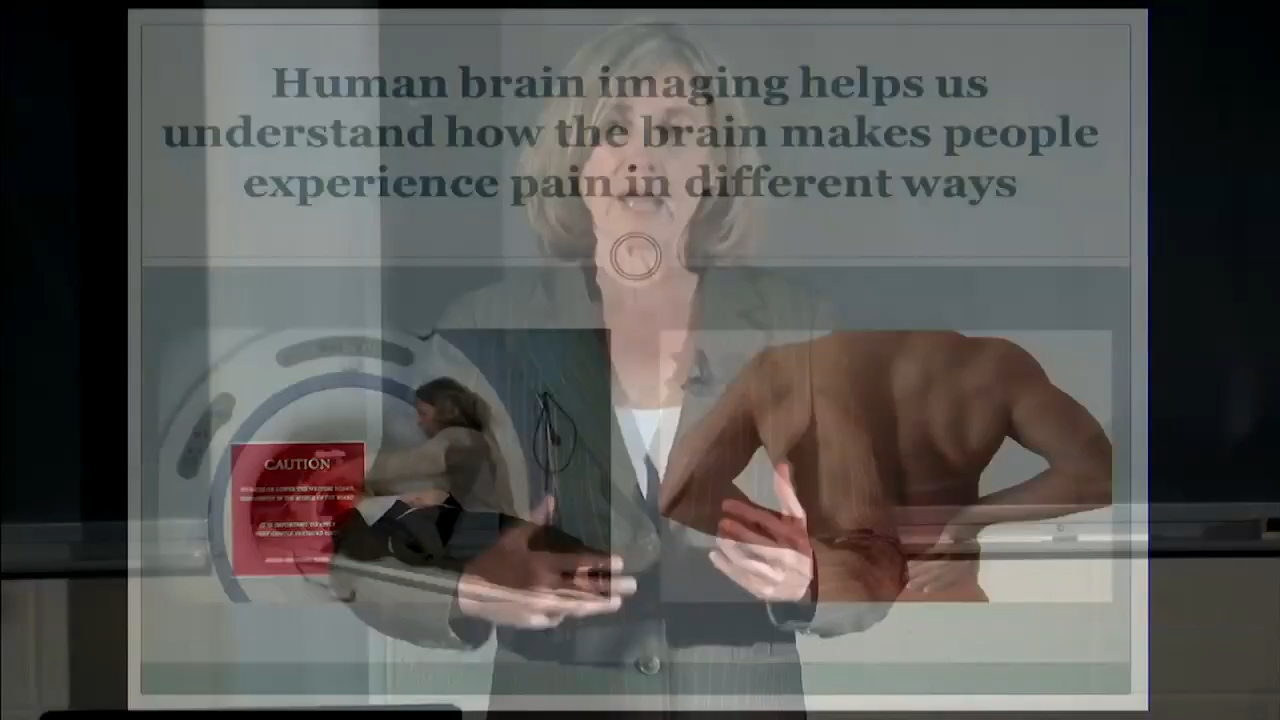 Human brain imaging helps us
understand how the brain makes people
experience pain in different ways
CAUTION